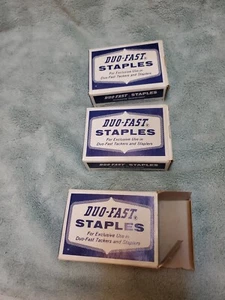 DUO-FAST®
STAPLES
For Exclusive Use in
Duo-Fast Tackers and Staplers
DUO-FAST®
STAPLES
For Exclusive Use in
Duo-Fast Tackers and Staplers
DUO-FAST®
STAPLES
For Exclusive Use in
Duo-Fast Tackers and Staplers